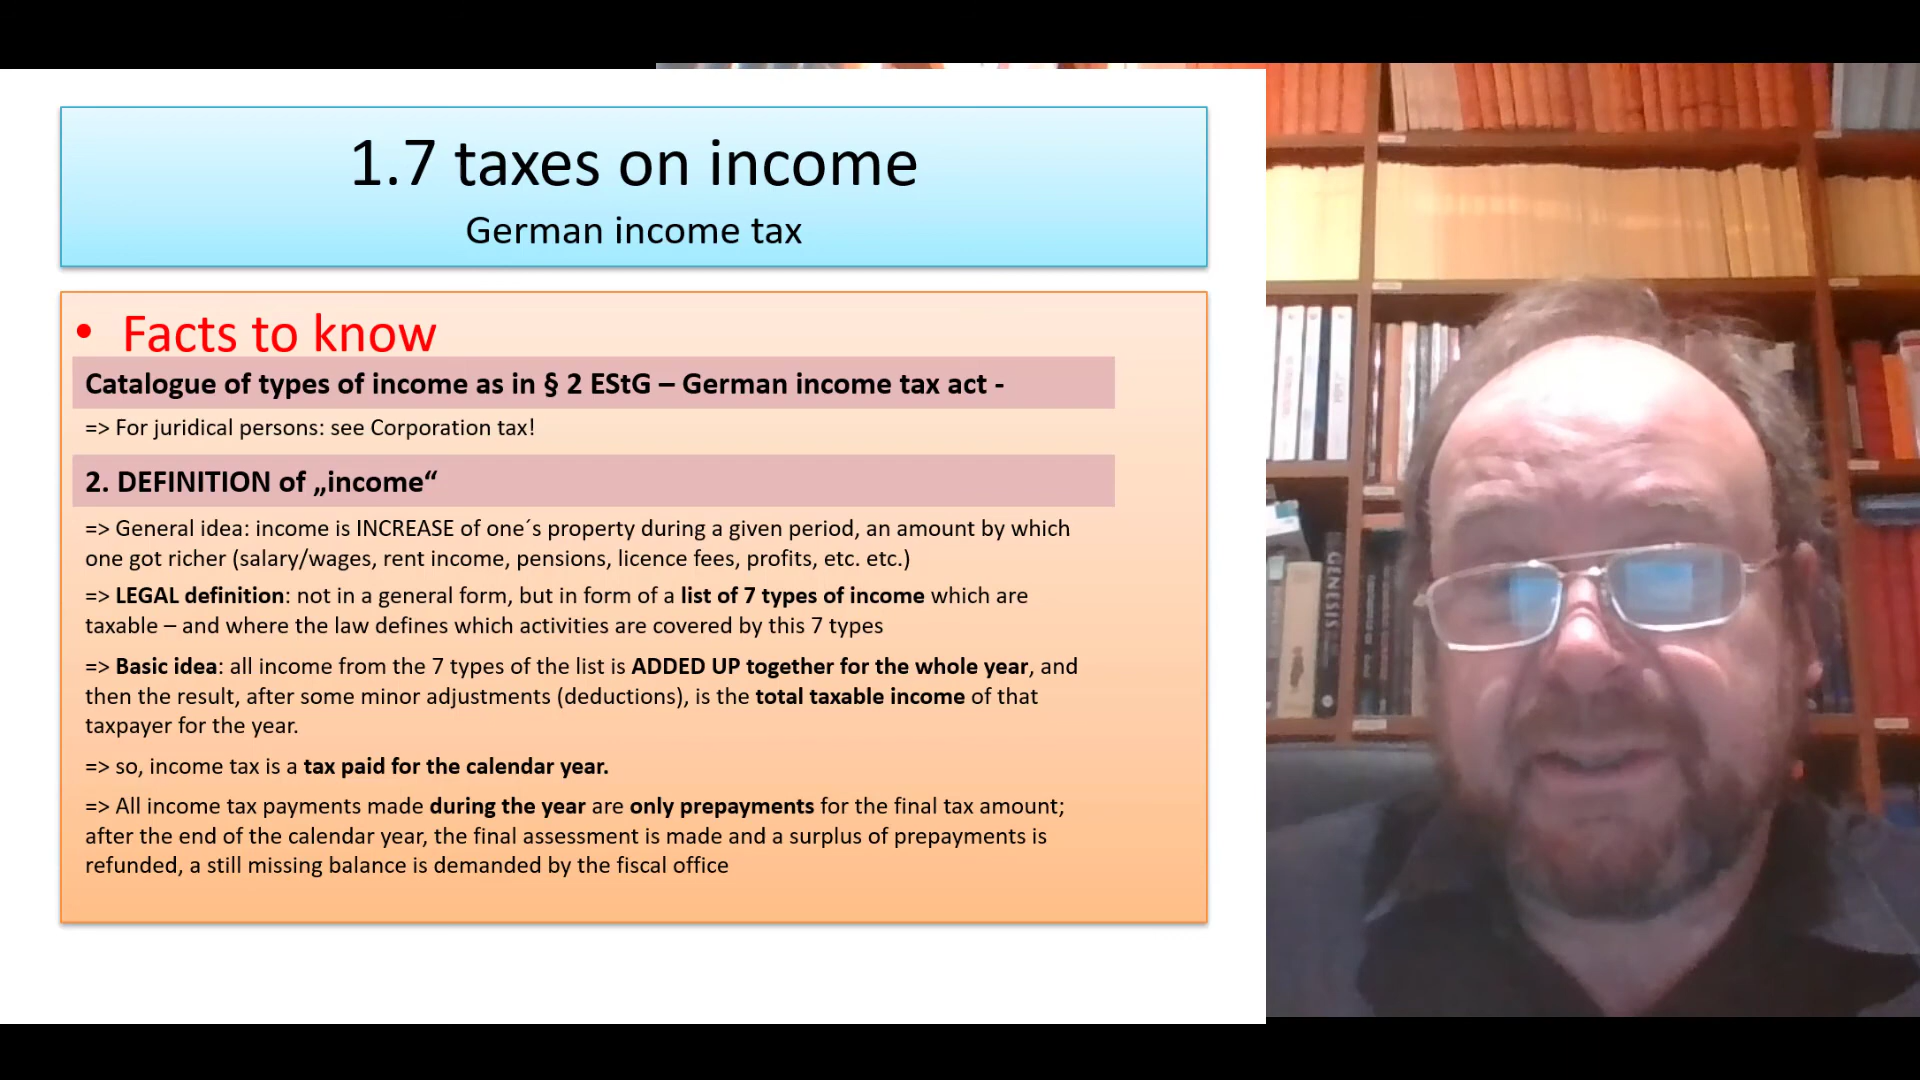 1.7 taxes on income
German income tax
• Facts to know
Catalogue of types of income as in § 2 EStG – German income tax act -
=> For juridical persons: see Corporation tax!
2. DEFINITION of „income“
=> General idea: income is INCREASE of one´s property during a given period, an amount by which
one got richer (salary/wages, rent income, pensions, licence fees, profits, etc. etc.)
=> LEGAL definition: not in a general form, but in form of a list of 7 types of income which are
taxable – and where the law defines which activities are covered by this 7 types
=> Basic idea: all income from the 7 types of the list is ADDED UP together for the whole year, and
then the result, after some minor adjustments (deductions), is the total taxable income of that
taxpayer for the year.
=> so, income tax is a tax paid for the calendar year.
=> All income tax payments made during the year are only prepayments for the final tax amount;
after the end of the calendar year, the final assessment is made and a surplus of prepayments is
refunded, a still missing balance is demanded by the fiscal office
GENESIS